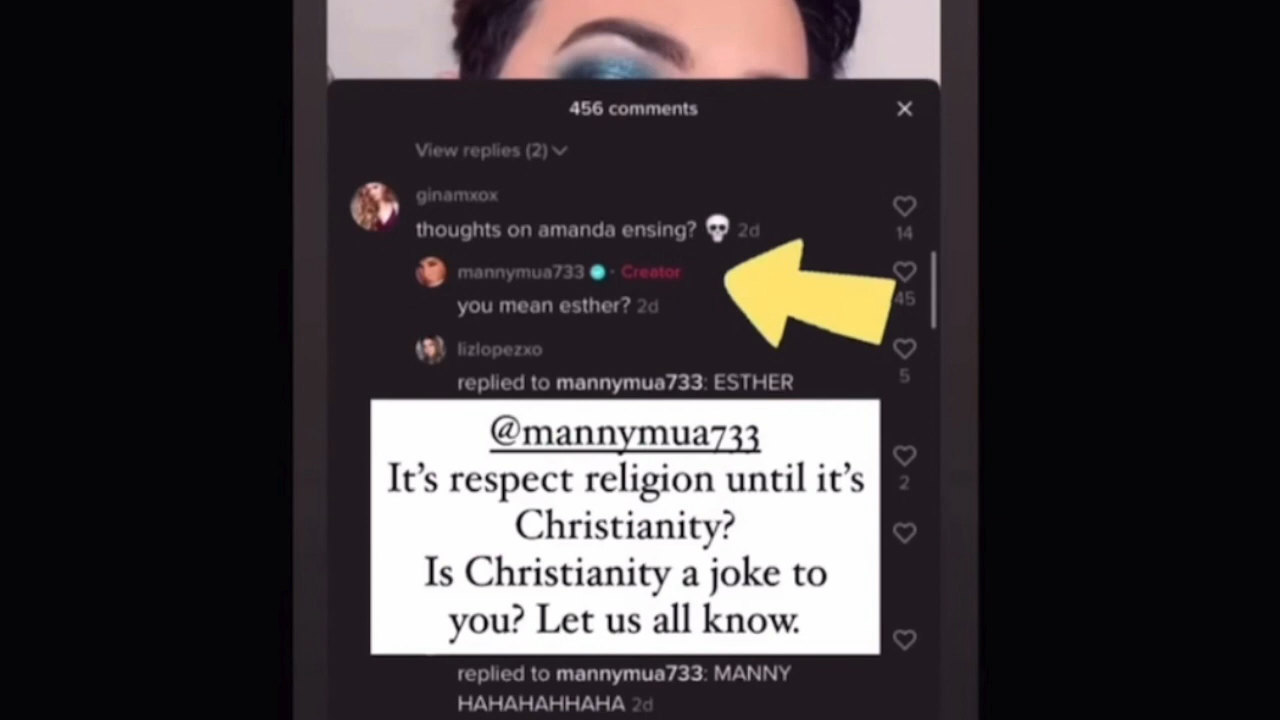 456 comments
View replies (2)
ginamxox
thoughts on amanda ensing? 💀 2d
14
mannymua733 · Creator
you mean esther? 2d
45
lizlopezxo
replied to mannymua733: ESTHER
5
@mannymua733
It's respect religion until it's
Christianity?
Is Christianity a joke to
you? Let us all know.
2
replied to mannymua733: MANNY
HAHAHAHHAHA 2d